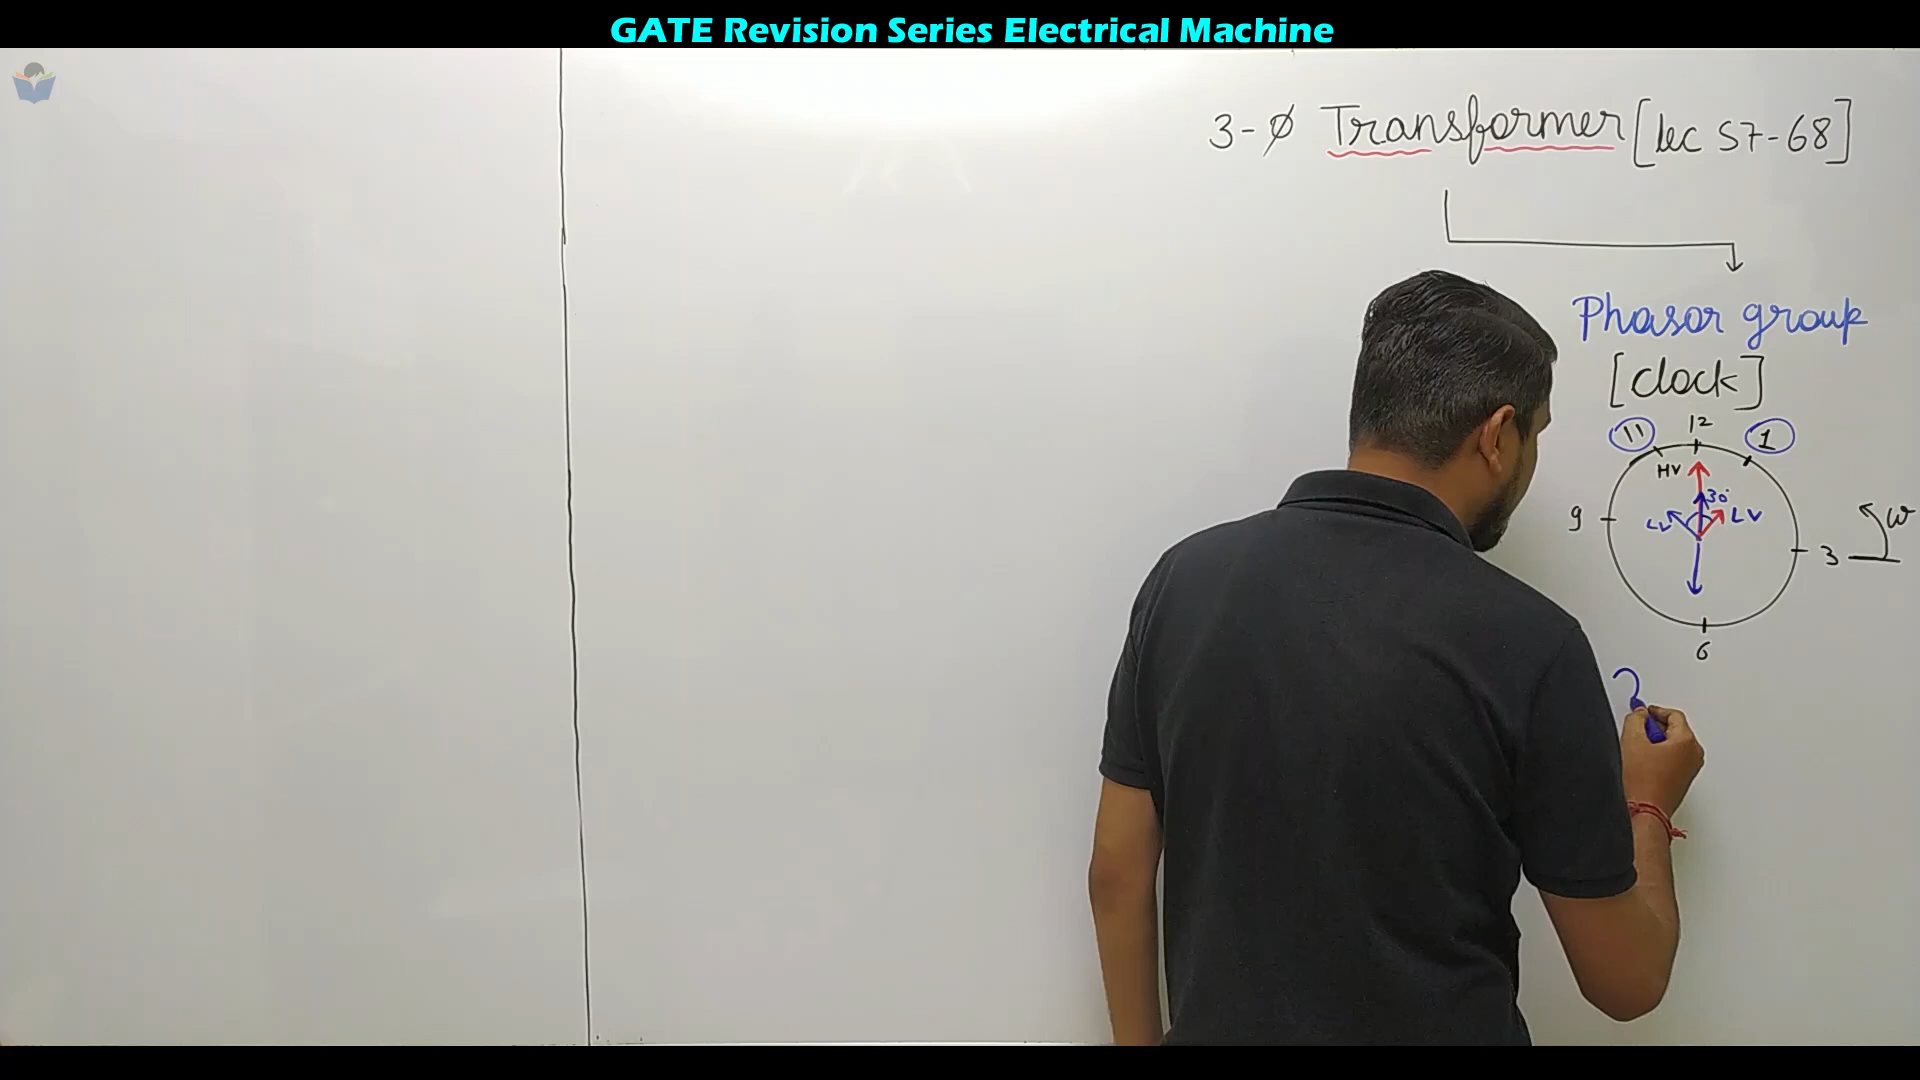 GATE Revision Series Electrical Machine
3-Ø Transformer [lec 57-68]
Phasor group
[clock]
11 12 1
HV
30°
9 LV LV ω
3
6
2